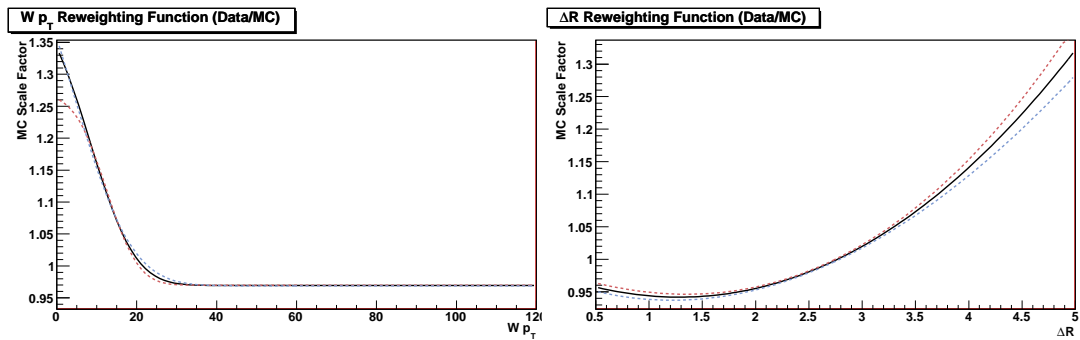 W p_T Reweighting Function (Data/MC)
MC Scale Factor
1.35
1.3
1.25
1.2
1.15
1.1
1.05
1
0.95
0 20 40 60 80 100 120
W p_T
ΔR Reweighting Function (Data/MC)
MC Scale Factor
1.3
1.25
1.2
1.15
1.1
1.05
1
0.95
0.5 1 1.5 2 2.5 3 3.5 4 4.5 5
ΔR